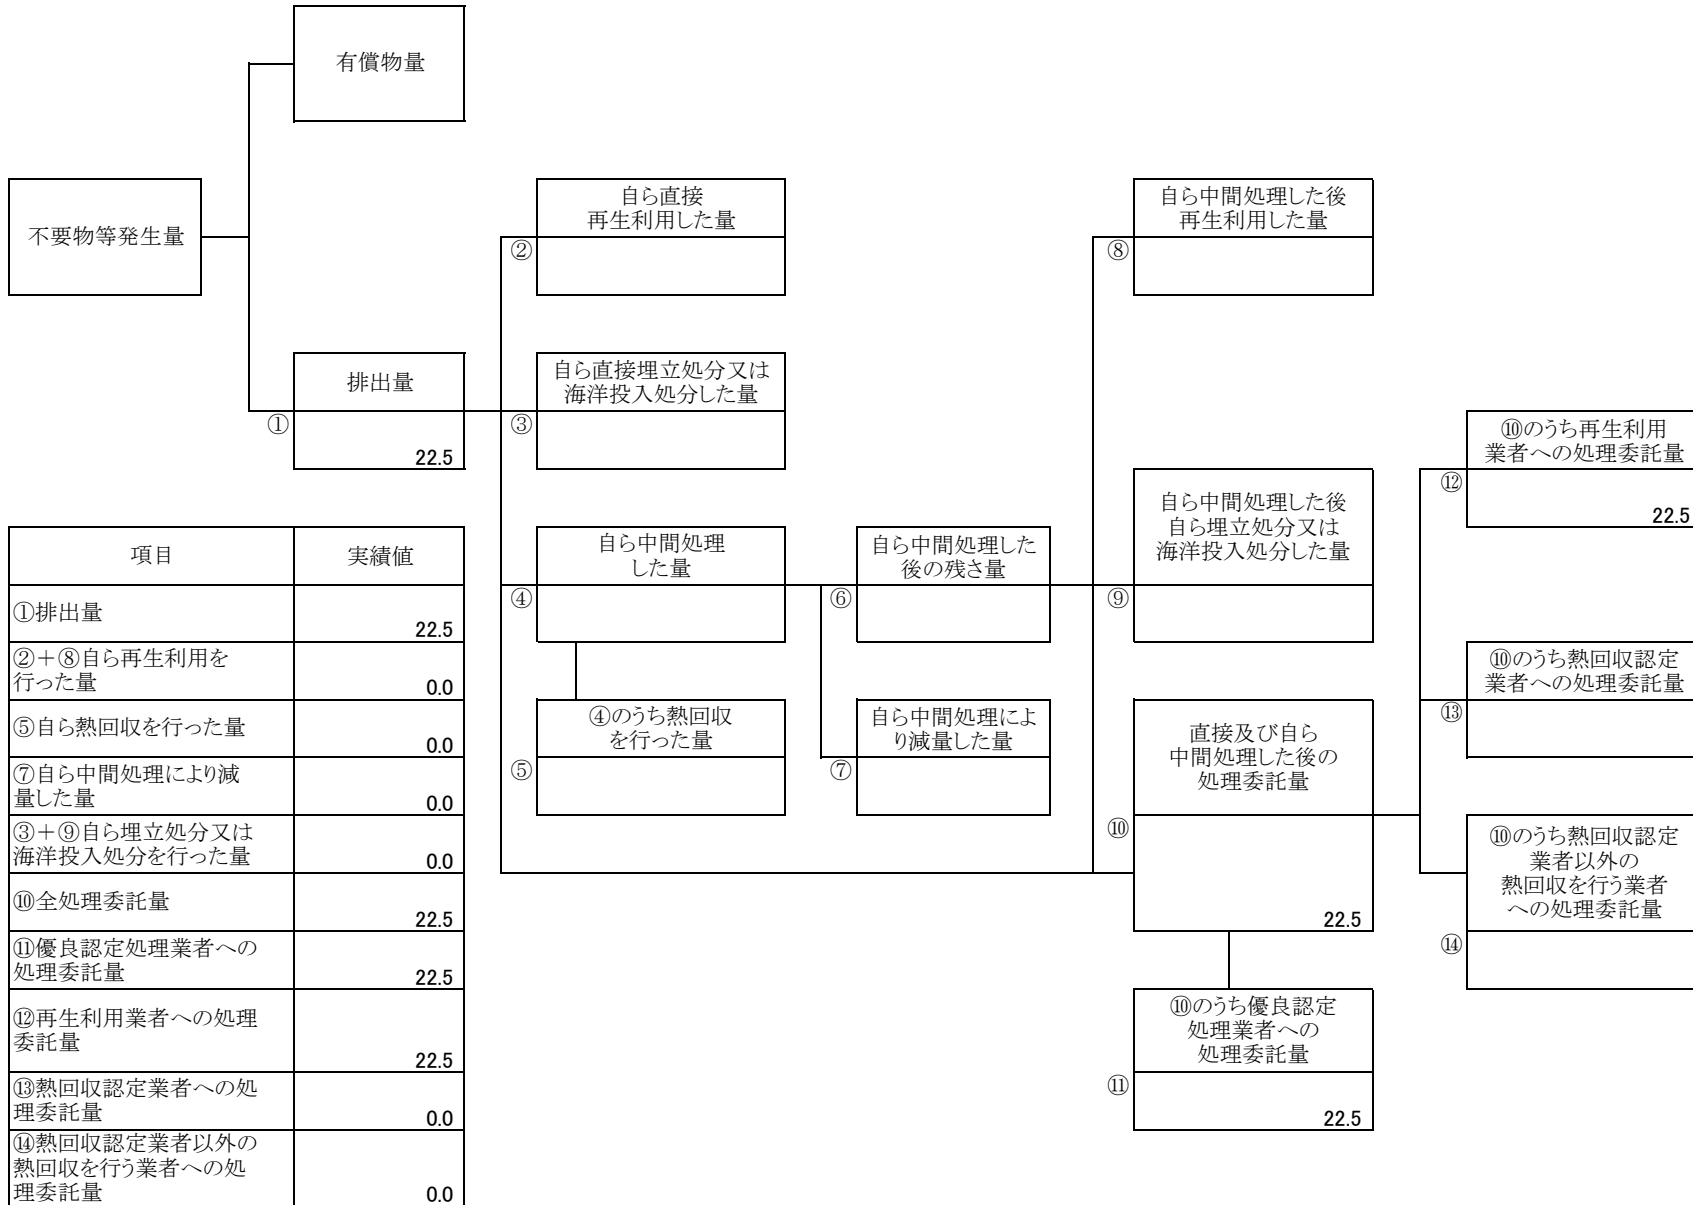 有償物量
不要物等発生量
排出量
①
22.5
自ら直接
再生利用した量
②
自ら直接埋立処分又は
海洋投入処分した量
③
自ら中間処理
した量
④
④のうち熱回収
を行った量
⑤
自ら中間処理した
後の残さ量
⑥
自ら中間処理によ
り減量した量
⑦
自ら中間処理した後
再生利用した量
⑧
自ら中間処理した後
自ら埋立処分又は
海洋投入処分した量
⑨
直接及び自ら
中間処理した後の
処理委託量
⑩
22.5
⑩のうち優良認定
処理業者への
処理委託量
⑪
22.5
⑩のうち再生利用
業者への処理委託量
⑫
22.5
⑩のうち熱回収認定
業者への処理委託量
⑬
⑩のうち熱回収認定
業者以外の
熱回収を行う業者
への処理委託量
⑭
項目 実績値
①排出量 22.5
②+⑧自ら再生利用を
行った量 0.0
⑤自ら熱回収を行った量 0.0
⑦自ら中間処理により減
量した量 0.0
③+⑨自ら埋立処分又は
海洋投入処分を行った量 0.0
⑩全処理委託量 22.5
⑪優良認定処理業者への
処理委託量 22.5
⑫再生利用業者への処理
委託量 22.5
⑬熱回収認定業者への処
理委託量 0.0
⑭熱回収認定業者以外の
熱回収を行う業者への処
理委託量 0.0